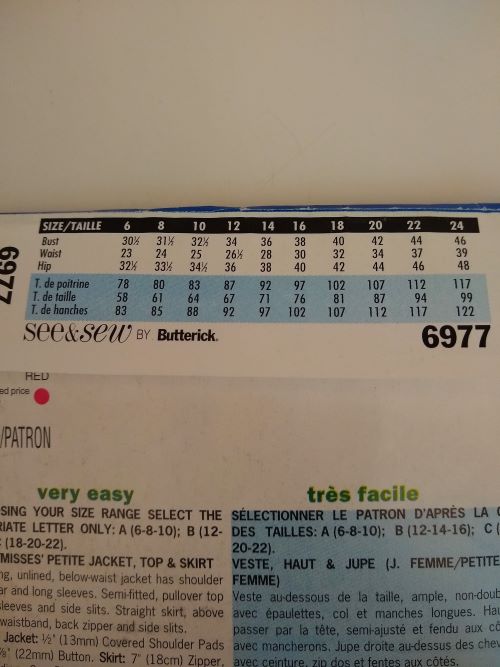 SIZE/TAILLE 6 8 10 12 14 16 18 20 22 24
Bust 30½ 31½ 32½ 34 36 38 40 42 44 46
Waist 23 24 25 26½ 28 30 32 34 37 39
Hip 32½ 33½ 34½ 36 38 40 42 44 46 48
T. de poitrine 78 80 83 87 92 97 102 107 112 117
T. de taille 58 61 64 67 71 76 81 87 94 99
T. de hanches 83 85 88 92 97 102 107 112 117 122
6977
see&sew BY Butterick® 6977
RED
ed price
/PATRON
very easy
SING YOUR SIZE RANGE SELECT THE
RIATE LETTER ONLY: A (6-8-10); B (12-
(18-20-22).
MISSES' PETITE JACKET, TOP & SKIRT
ng, unlined, below-waist jacket has shoulder
ar and long sleeves. Semi-fitted, pullover top
sleeves and side slits. Straight skirt, above
waistband, back zipper and side slits.
Jacket: ½" (13mm) Covered Shoulder Pads
⅞" (22mm) Button. Skirt: 7" (18cm) Zipper,
très facile
SÉLECTIONNER LE PATRON D'APRÈS LA
DES TAILLES: A (6-8-10); B (12-14-16); C (
20-22).
VESTE, HAUT & JUPE (J. FEMME/PETITE
FEMME)
Veste au-dessous de la taille, ample, non-doub
avec épaulettes, col et manches longues. Hau
passer par la tête, semi-ajusté et fendu aux cô
avec manches. Jupe droite au-dessus des chev
avec ceinture, zip dos et fentes aux côtés.